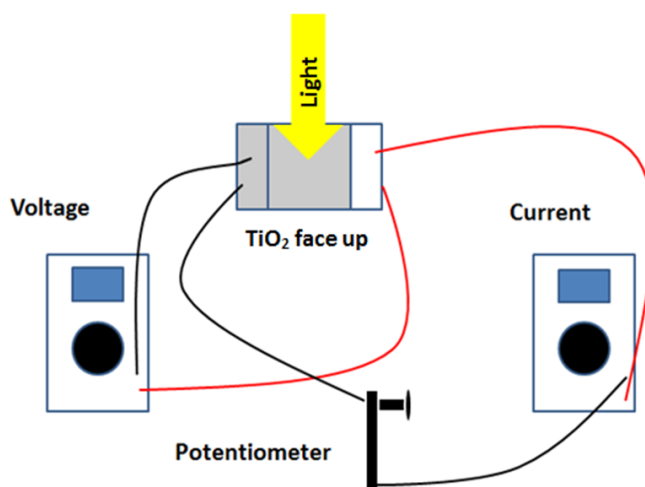 Light
Voltage
TiO₂ face up
Current
Potentiometer